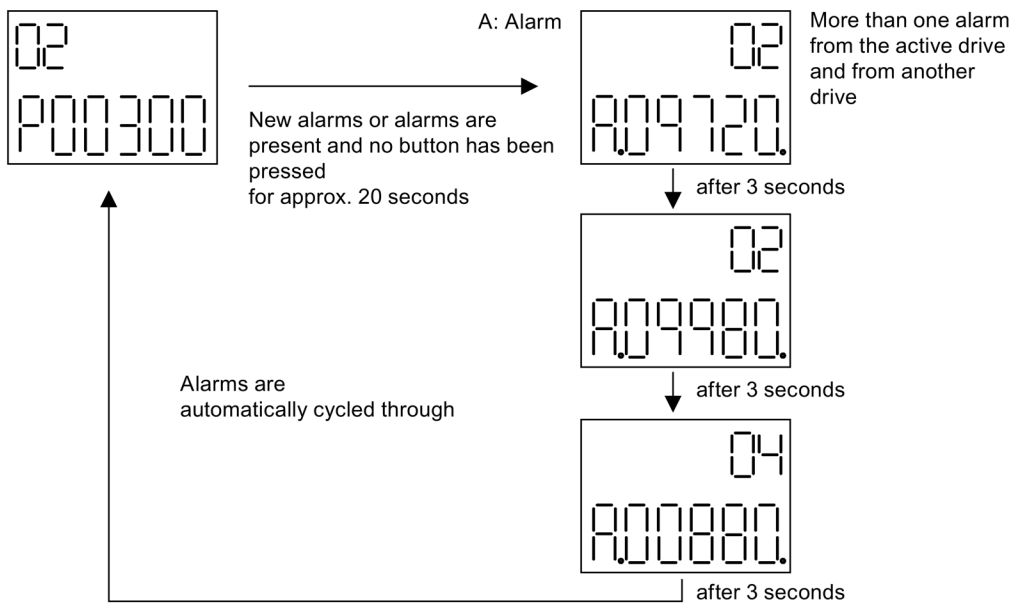 02
P00300
New alarms or alarms are
present and no button has been
pressed
for approx. 20 seconds
A: Alarm
02
A.09720.
More than one alarm
from the active drive
and from another
drive
after 3 seconds
02
A.09980.
after 3 seconds
04
A.00880.
after 3 seconds
Alarms are
automatically cycled through